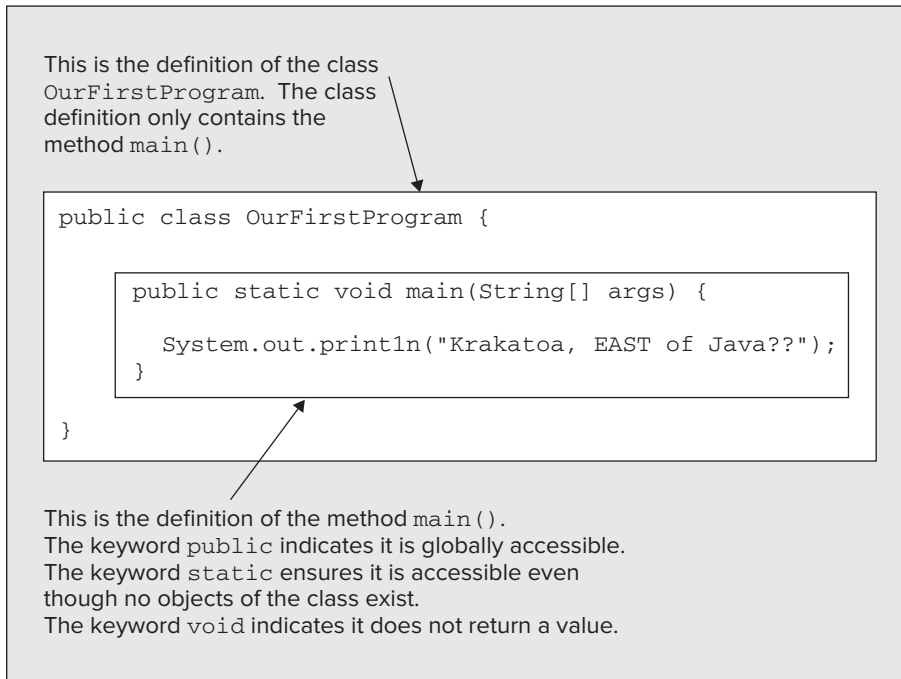 This is the definition of the class
OurFirstProgram. The class
definition only contains the
method main().
public class OurFirstProgram {
public static void main(String[] args) {
System.out.print1n("Krakatoa, EAST of Java??");
}
}
This is the definition of the method main().
The keyword public indicates it is globally accessible.
The keyword static ensures it is accessible even
though no objects of the class exist.
The keyword void indicates it does not return a value.